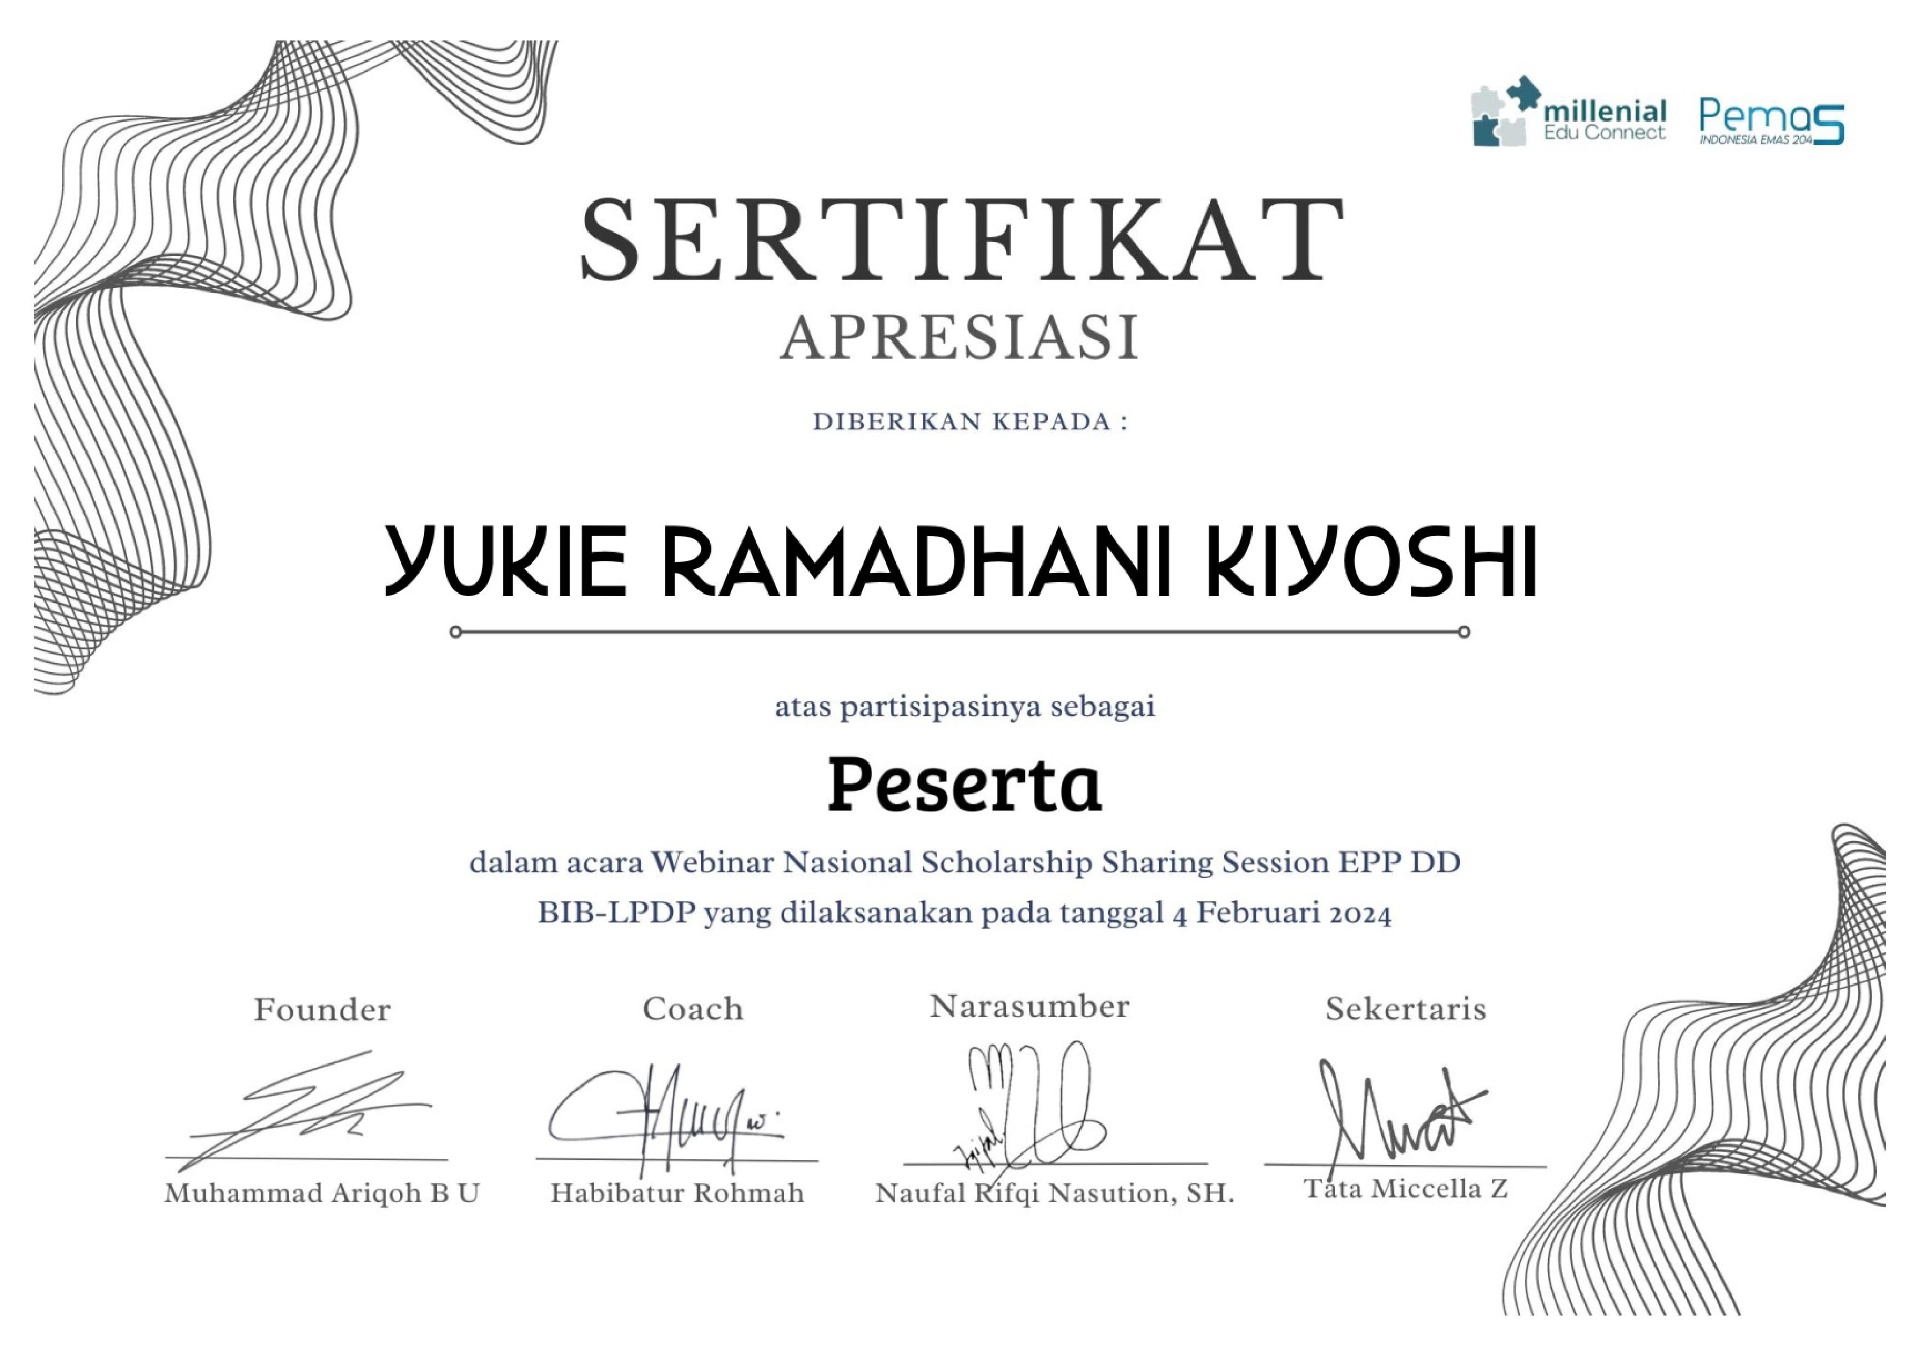 millenial
Edu Connect
PemaS
INDONESIA EMAS 204
SERTIFIKAT
APRESIASI
DIBERIKAN KEPADA :
YUKIE RAMADHANI KIYOSHI
atas partisipasinya sebagai
Peserta
dalam acara Webinar Nasional Scholarship Sharing Session EPP DD
BIB-LPDP yang dilaksanakan pada tanggal 4 Februari 2024
Founder Coach Narasumber Sekertaris
Muhammad Ariqoh B U Habibatur Rohmah Naufal Rifqi Nasution, SH. Tata Miccella Z